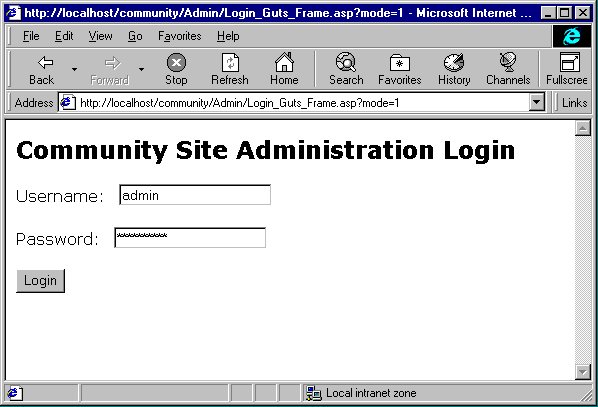 http://localhost/community/Admin/Login_Guts_Frame.asp?mode=1 - Microsoft Internet ...
File Edit View Go Favorites Help
Back Forward Stop Refresh Home Search Favorites History Channels Fullscree
Address http://localhost/community/Admin/Login_Guts_Frame.asp?mode=1 Links
Community Site Administration Login
Username: admin
Password: ***********
Login
Local intranet zone